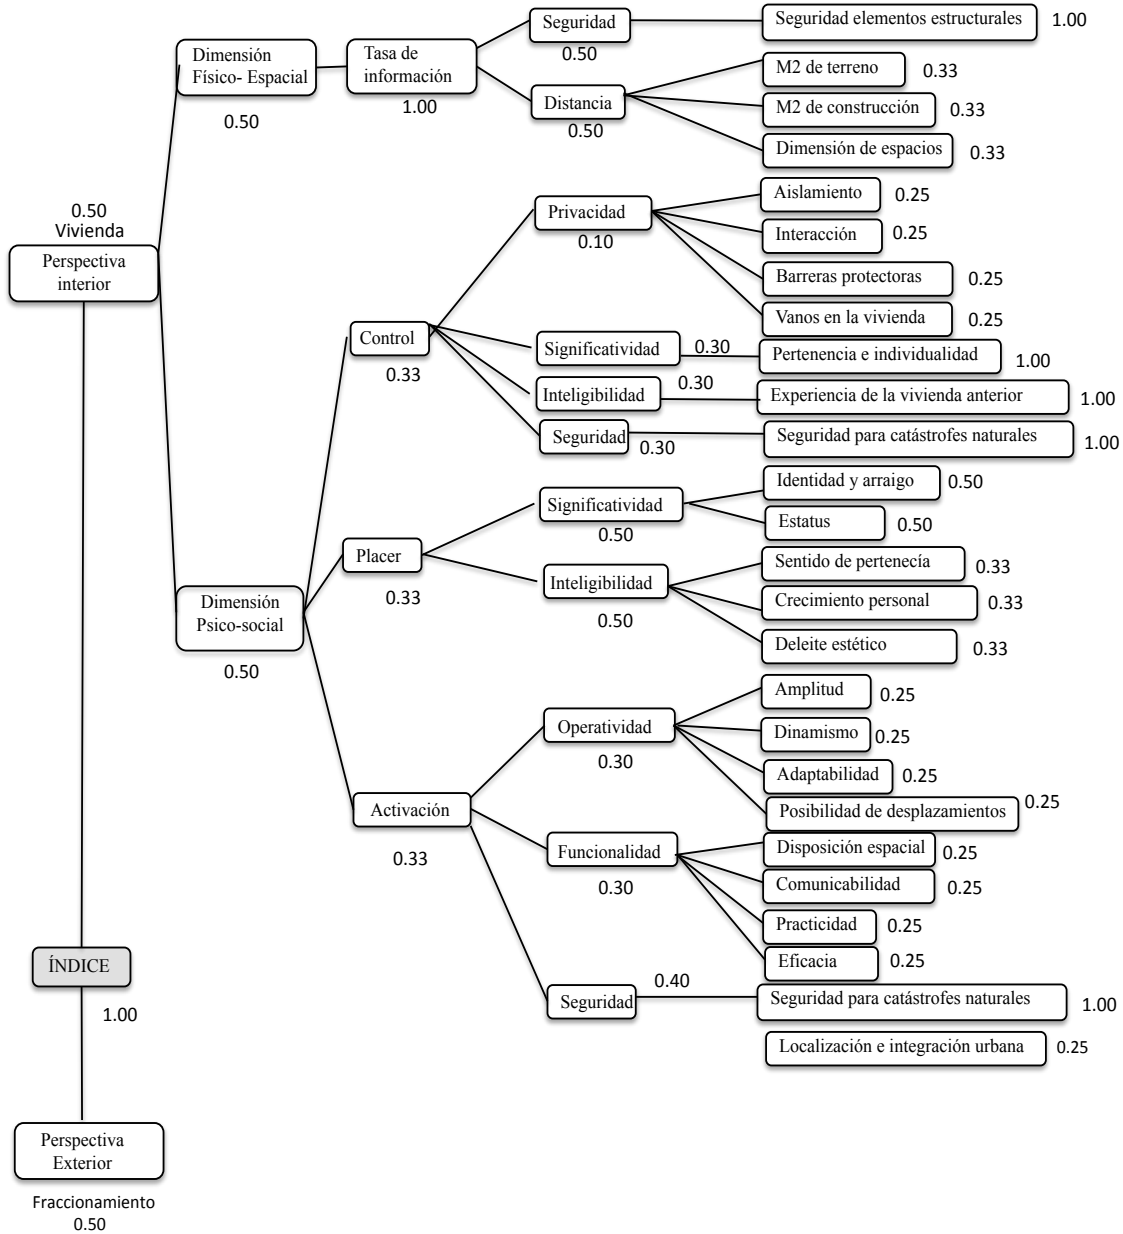 Seguridad
0.50
Seguridad elementos estructurales
1.00
Dimensión
Físico- Espacial
0.50
Tasa de
información
1.00
Distancia
0.50
M2 de terreno
0.33
M2 de construcción
0.33
Dimensión de espacios
0.33
0.50
Vivienda
Perspectiva
interior
Privacidad
0.10
Aislamiento
0.25
Interacción
0.25
Barreras protectoras
0.25
Vanos en la vivienda
0.25
Control
0.33
Significatividad
0.30
Pertenencia e individualidad
1.00
Inteligibilidad
0.30
Experiencia de la vivienda anterior
1.00
Seguridad
0.30
Seguridad para catástrofes naturales
1.00
Placer
0.33
Significatividad
0.50
Identidad y arraigo
0.50
Estatus
0.50
Inteligibilidad
0.50
Sentido de pertenecía
0.33
Crecimiento personal
0.33
Deleite estético
0.33
Dimensión
Psico-social
0.50
Operatividad
0.30
Amplitud
0.25
Dinamismo
0.25
Adaptabilidad
0.25
Posibilidad de desplazamientos
0.25
Activación
0.33
Funcionalidad
0.30
Disposición espacial
0.25
Comunicabilidad
0.25
Practicidad
0.25
Eficacia
0.25
Seguridad
0.40
Seguridad para catástrofes naturales
1.00
Localización e integración urbana
0.25
ÍNDICE
1.00
Perspectiva
Exterior
Fraccionamiento
0.50